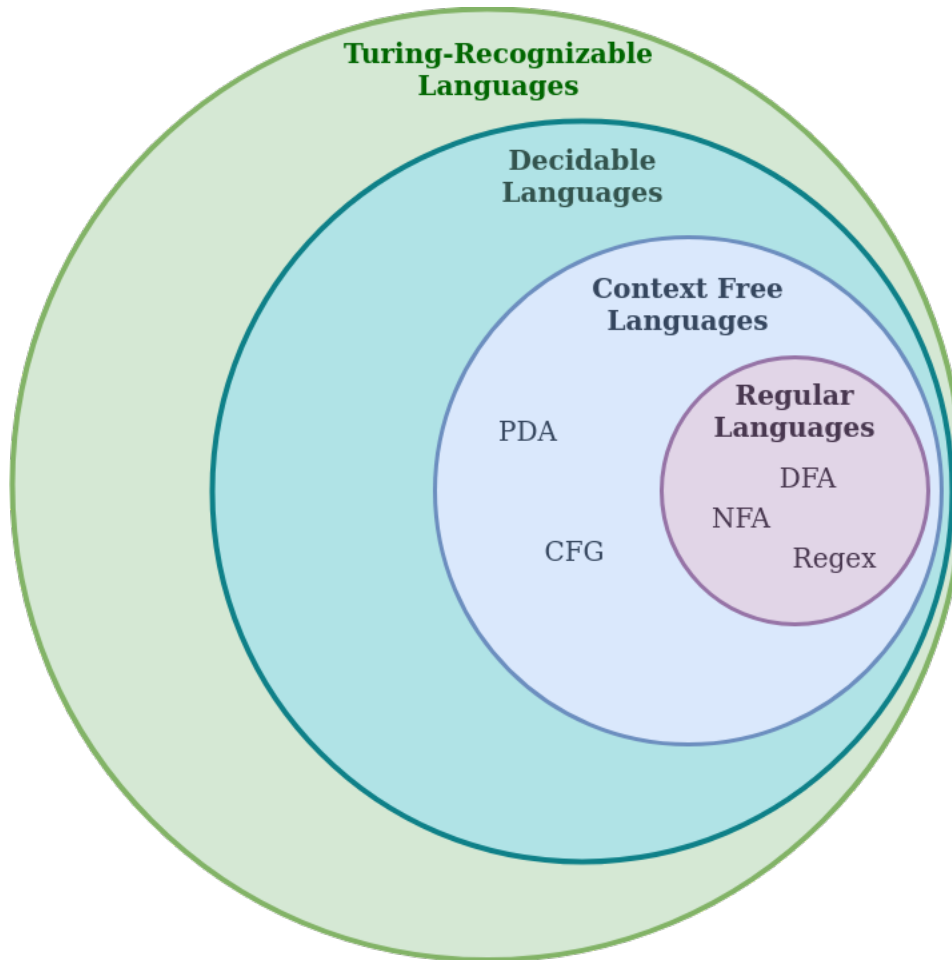 Turing-Recognizable
Languages
Decidable
Languages
Context Free
Languages
Regular
Languages
PDA
DFA
NFA
CFG
Regex